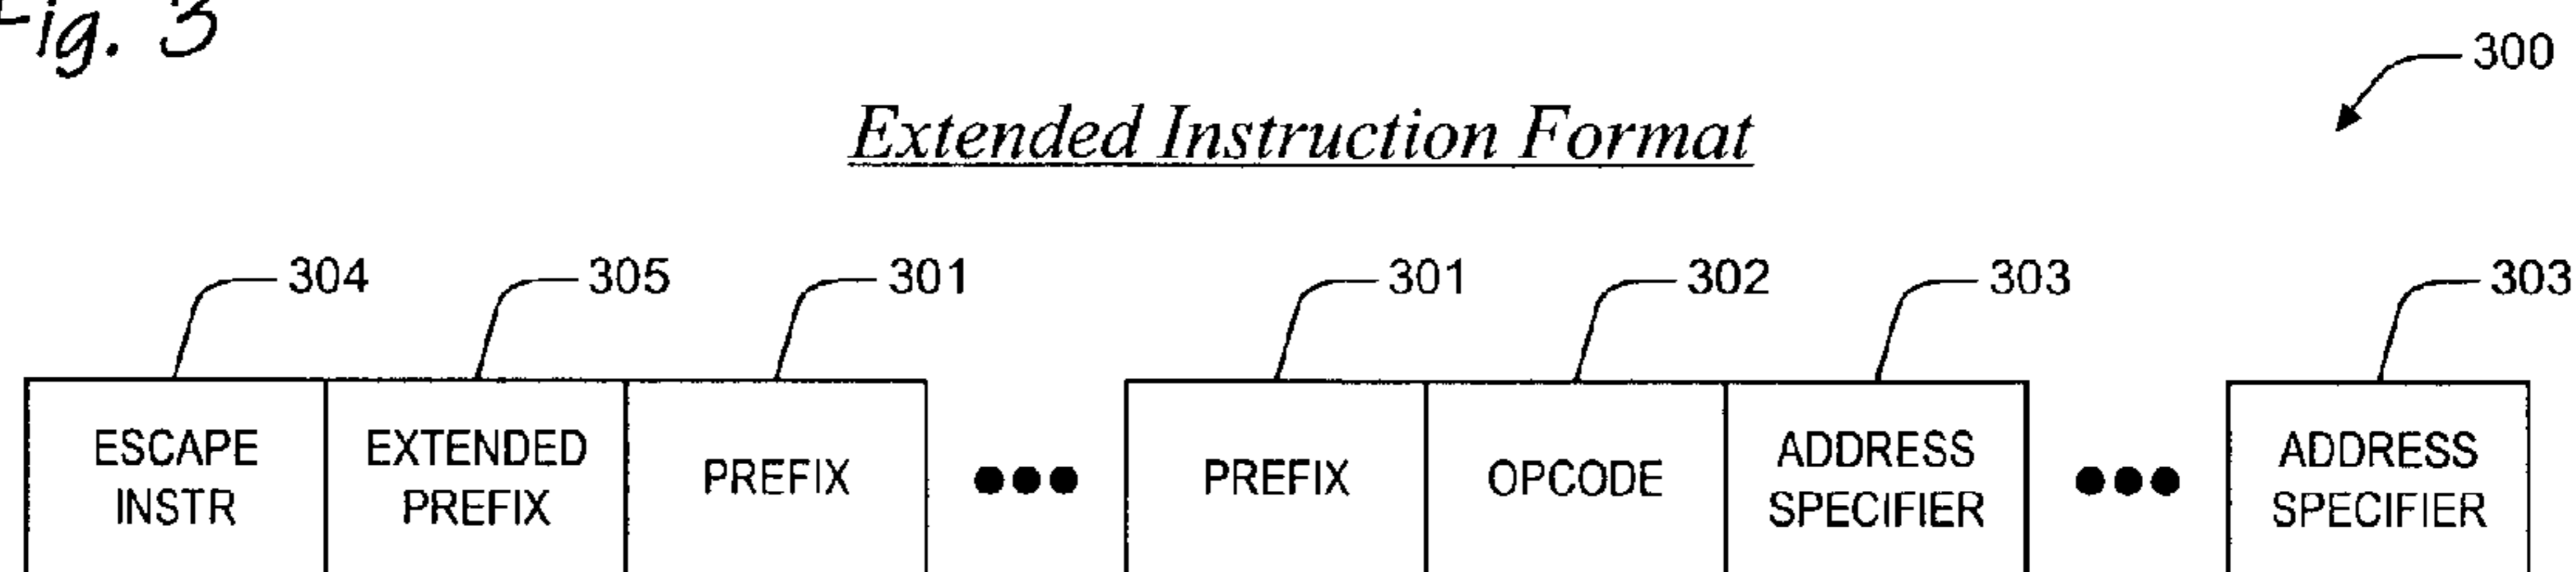 Fig. 3
300
Extended Instruction Format
304 305 301 301 302 303 303
ESCAPE INSTR
EXTENDED PREFIX
PREFIX
●●●
PREFIX
OPCODE
ADDRESS SPECIFIER
●●●
ADDRESS SPECIFIER